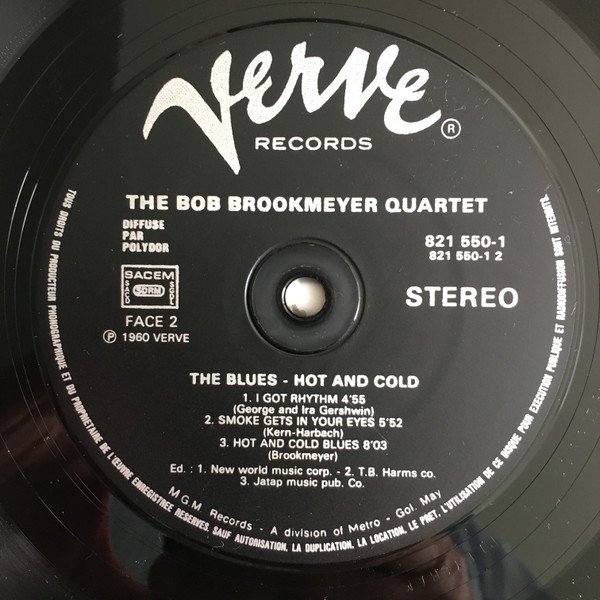 Verve
RECORDS
®
THE BOB BROOKMEYER QUARTET
DIFFUSE
PAR
POLYDOR
821 550-1
821 550-1 2
SACEM
SACD
SDRM
SGDL
STEREO
FACE 2
℗ 1960 VERVE
THE BLUES - HOT AND COLD
1. I GOT RHYTHM 4'55
(George and Ira Gershwin)
2. SMOKE GETS IN YOUR EYES 5'52
(Kern-Harbach)
3. HOT AND COLD BLUES 8'03
(Brookmeyer)
Ed. : 1. New world music corp. - 2. T.B. Harms co.
3. Jatap music pub. Co.
M.G.M. Records - A division of Metro - Gol. May
TOUS DROITS DU PRODUCTEUR PHONOGRAPHIQUE ET DU PROPRIETAIRE DE L'ŒUVRE ENREGISTREE RESERVES. SAUF AUTORISATION, LA DUPLICATION, LA LOCATION, LE PRET, L'UTILISATION DE CE DISQUE POUR EXECUTION PUBLIQUE ET RADIODIFFUSION SONT INTERDITS.